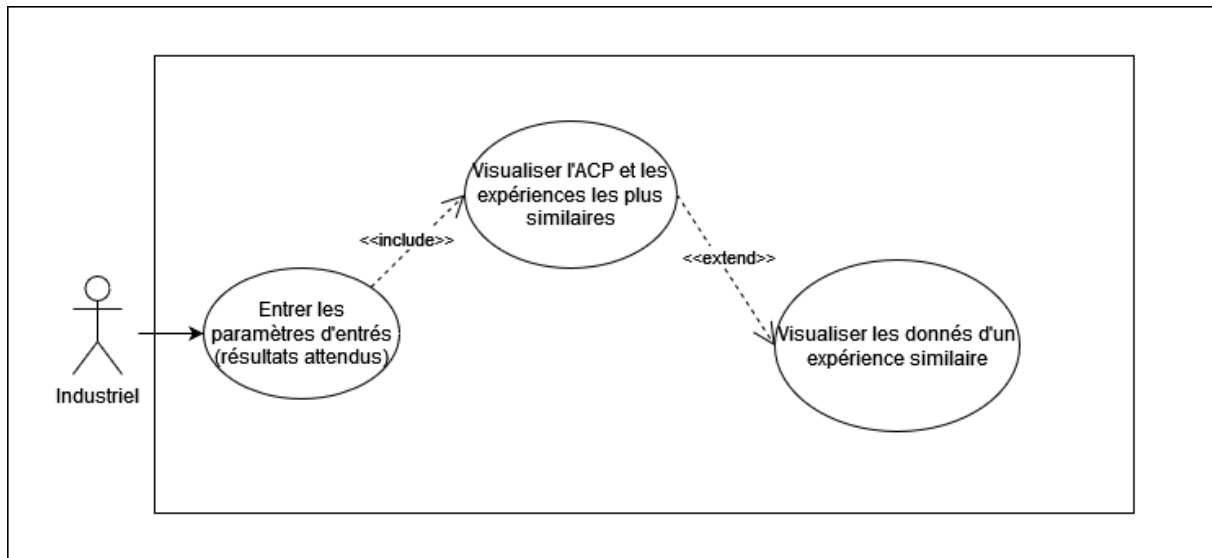 Visualiser l'ACP et les
expériences les plus
similaires
<<include>>
<<extend>>
Entrer les
paramètres d'entrés
(résultats attendus)
Visualiser les donnés d'un
expérience similaire
Industriel